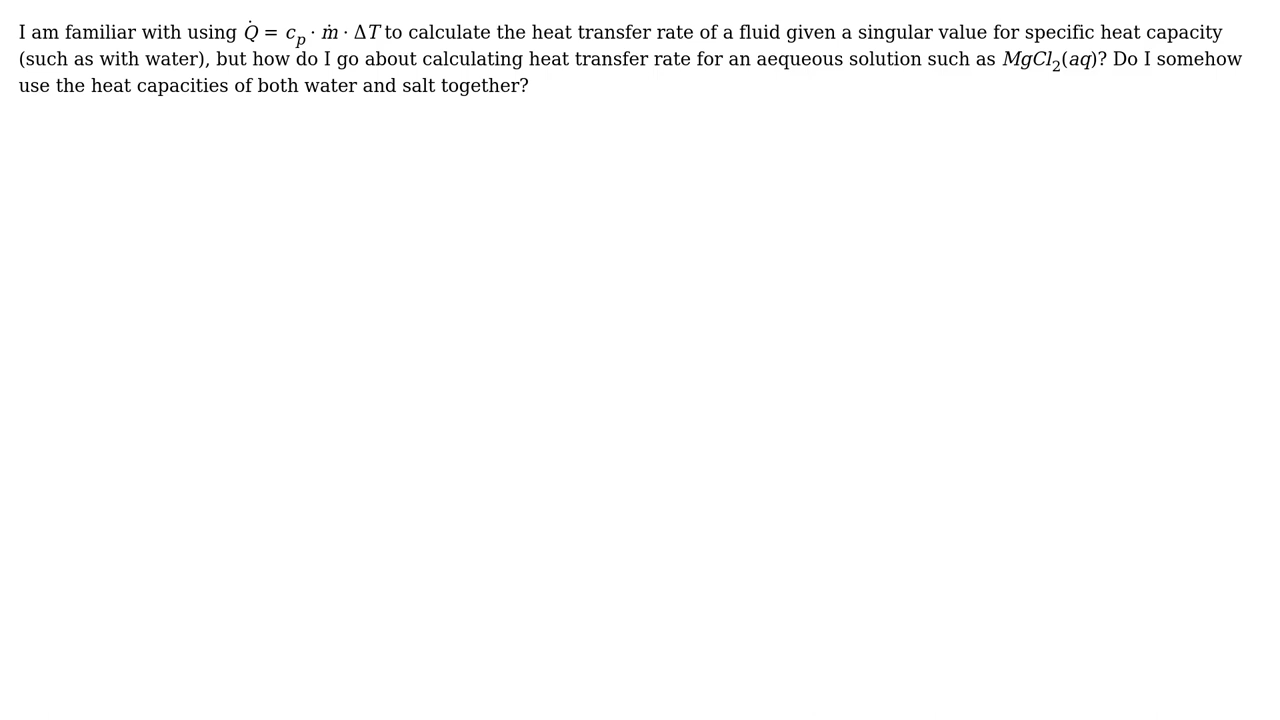 I am familiar with using Q̇ = cₚ · ṁ · ΔT to calculate the heat transfer rate of a fluid given a singular value for specific heat capacity
(such as with water), but how do I go about calculating heat transfer rate for an aequeous solution such as MgCl₂(aq)? Do I somehow
use the heat capacities of both water and salt together?